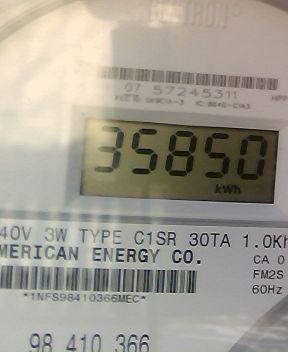 TRON
07 57245311
35850
kWh
40V 3W TYPE C1SR 30TA 1.0Kh
MERICAN ENERGY CO.
CA 0
FM2S
60Hz
*1NFS98410366MEC*
98 410 366